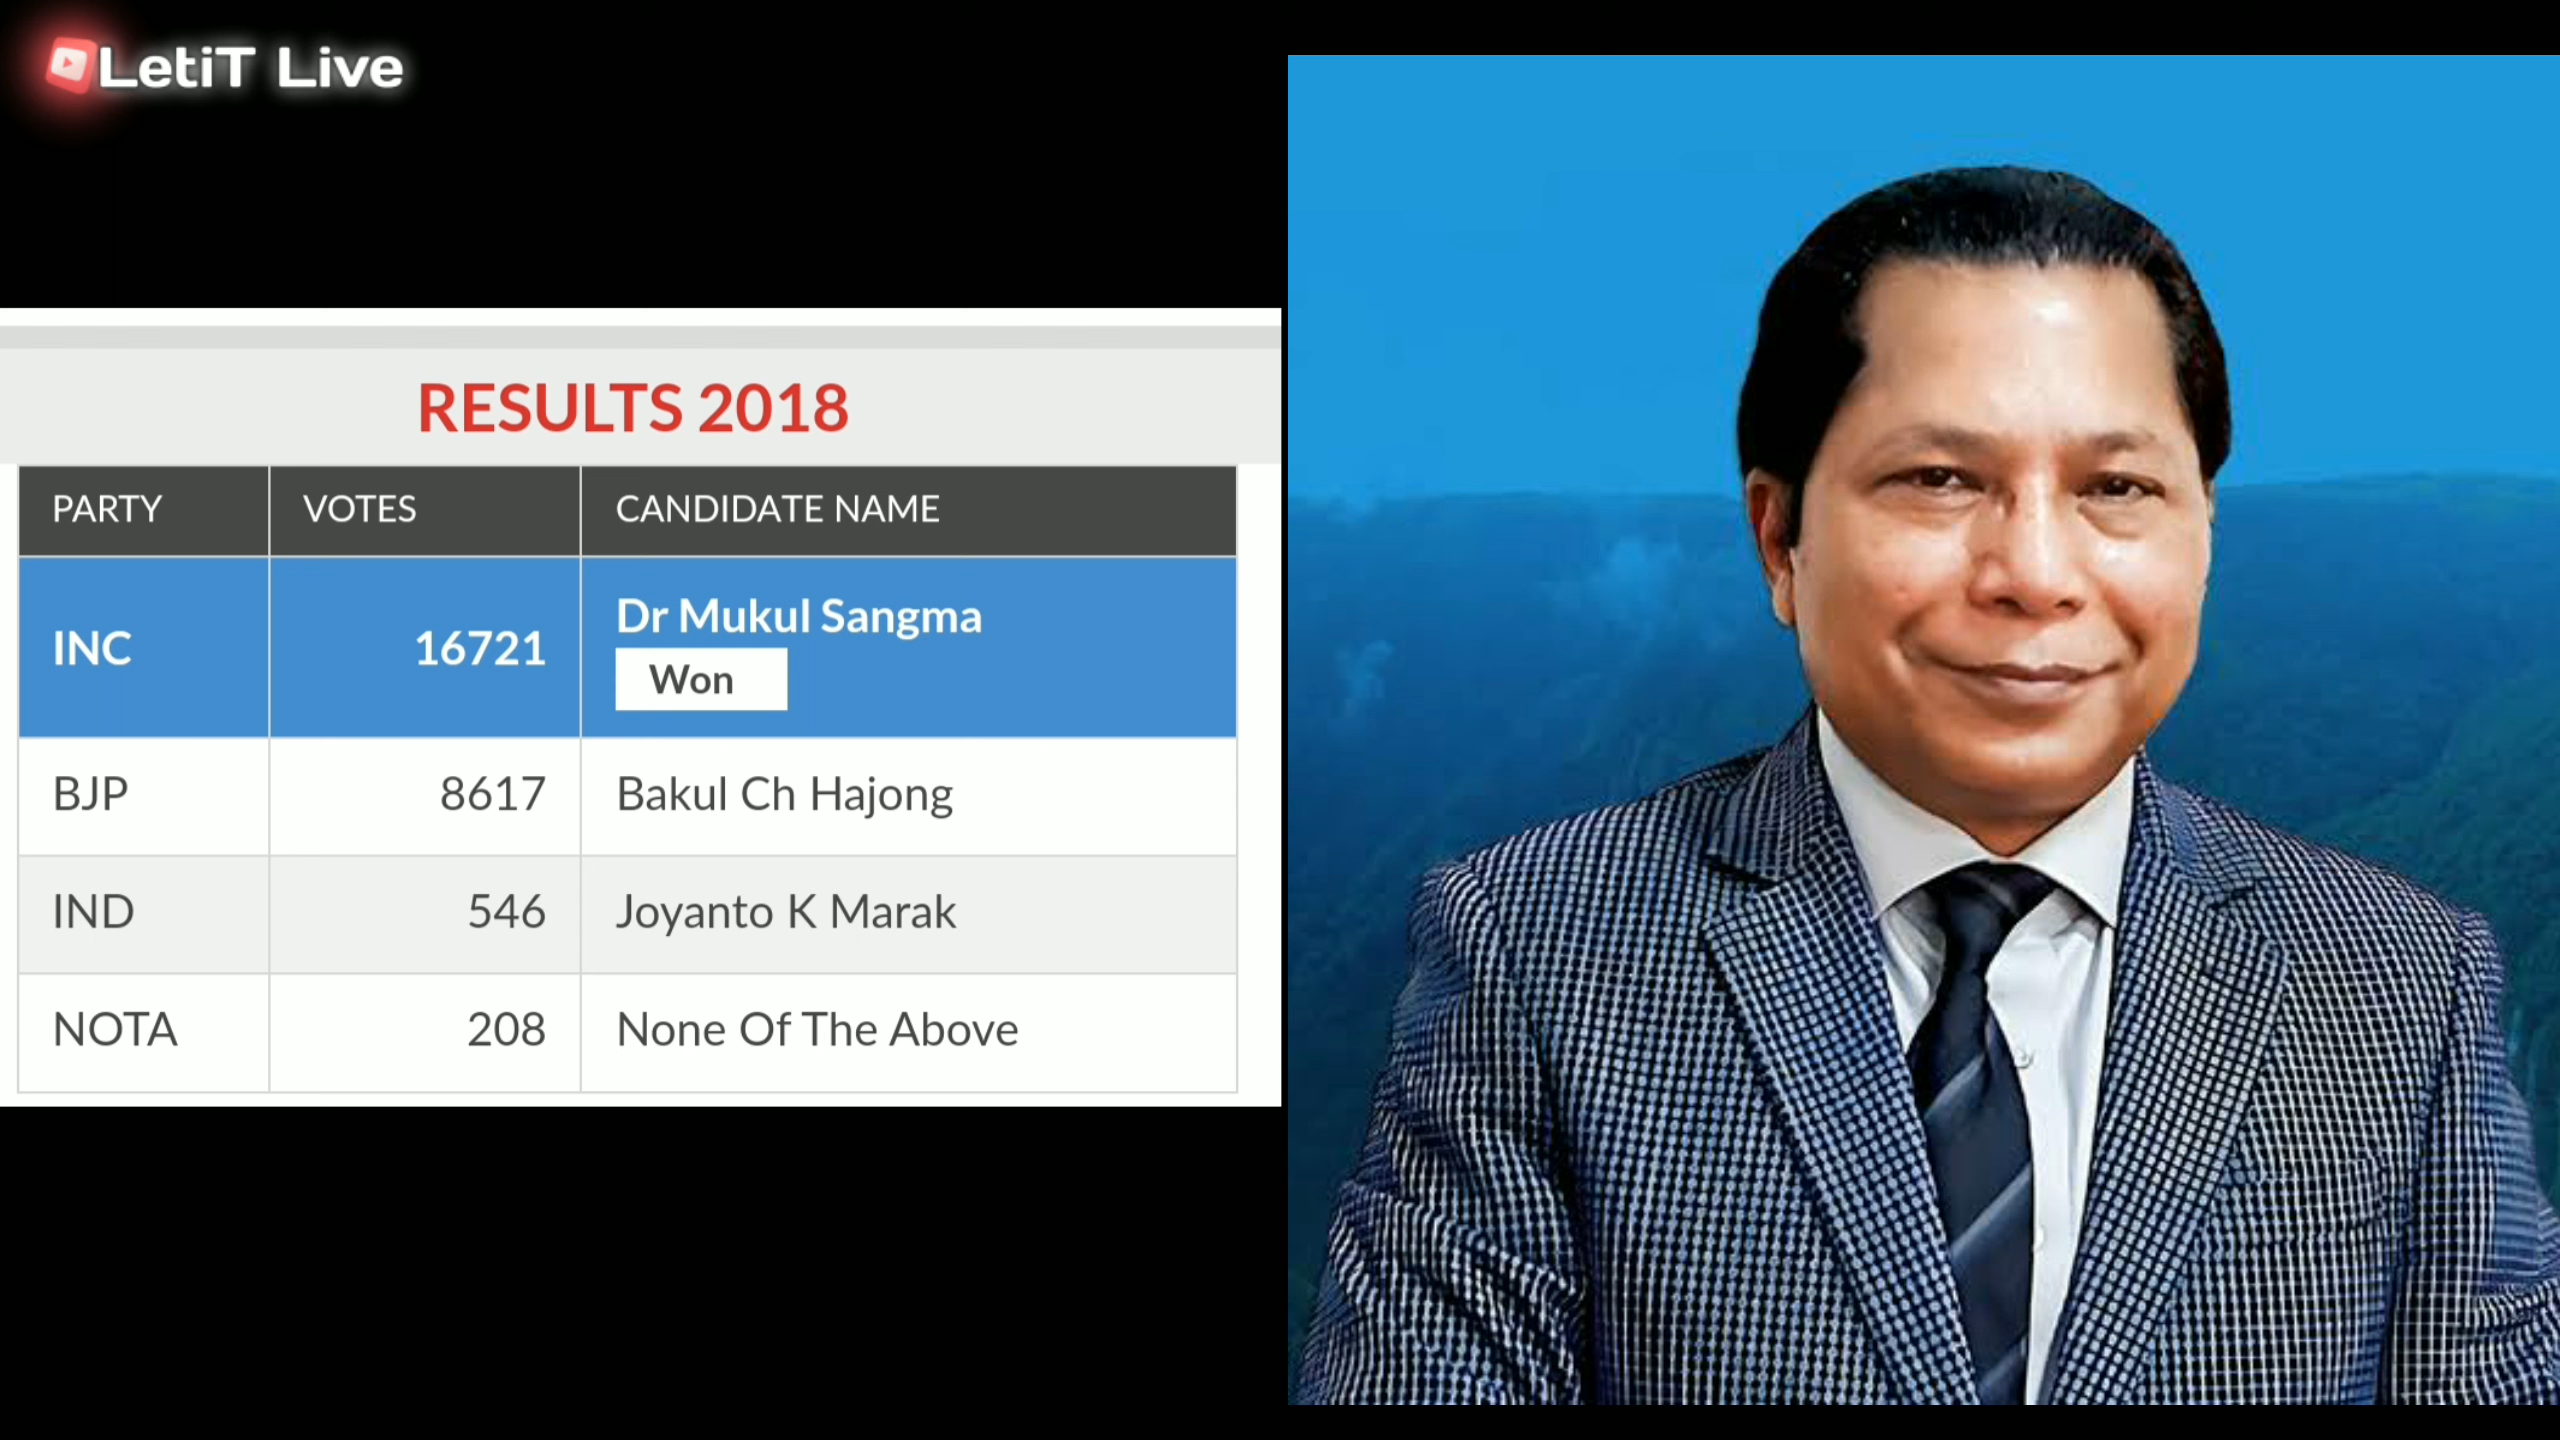 LetiT Live
RESULTS 2018
PARTY VOTES CANDIDATE NAME
INC 16721 Dr Mukul Sangma
Won
BJP 8617 Bakul Ch Hajong
IND 546 Joyanto K Marak
NOTA 208 None Of The Above